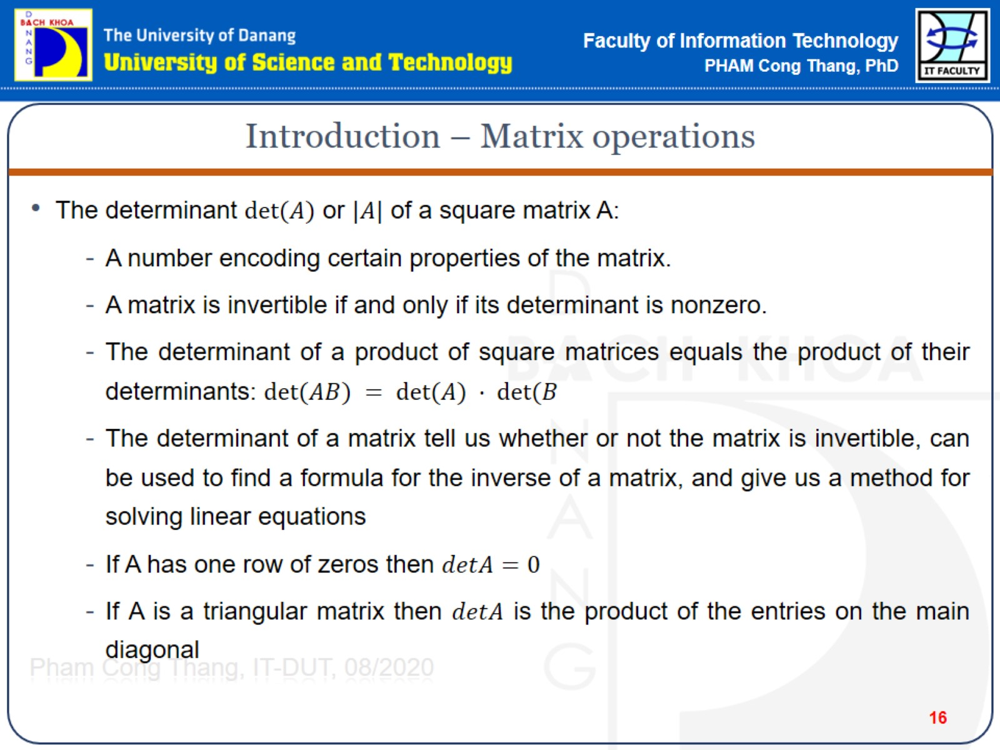 D
BACH KHOA
N
A
N
G
The University of Danang
University of Science and Technology
Faculty of Information Technology
PHAM Cong Thang, PhD
IT FACULTY
Introduction – Matrix operations
• The determinant det(A) or |A| of a square matrix A:
- A number encoding certain properties of the matrix.
- A matrix is invertible if and only if its determinant is nonzero.
- The determinant of a product of square matrices equals the product of their
determinants: det(AB) = det(A) · det(B
- The determinant of a matrix tell us whether or not the matrix is invertible, can
be used to find a formula for the inverse of a matrix, and give us a method for
solving linear equations
- If A has one row of zeros then detA = 0
- If A is a triangular matrix then detA is the product of the entries on the main
diagonal
Pham Cong Thang, IT-DUT, 08/2020
D
BACH KHOA
N
A
N
G
16